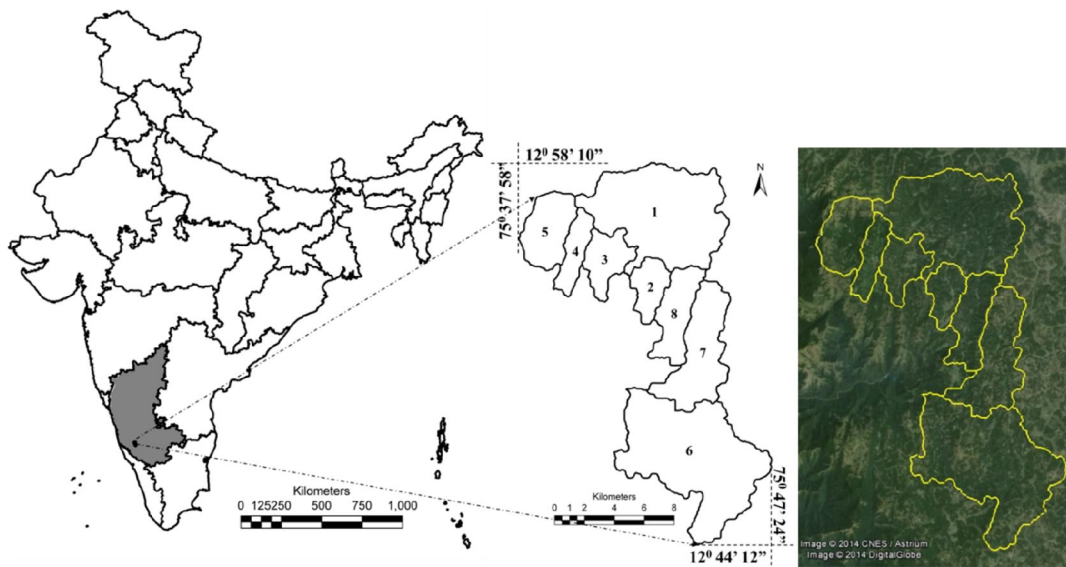 12⁰ 58’ 10”
75⁰ 37’ 58”
N
1
5
4
3
2
8
7
6
Kilometers
0 125250 500 750 1,000
Kilometers
0 1 2 4 6 8
75⁰ 47’ 24”
12⁰ 44’ 12”
Image © 2014 CNES / Astrium
Image © 2014 DigitalGlobe